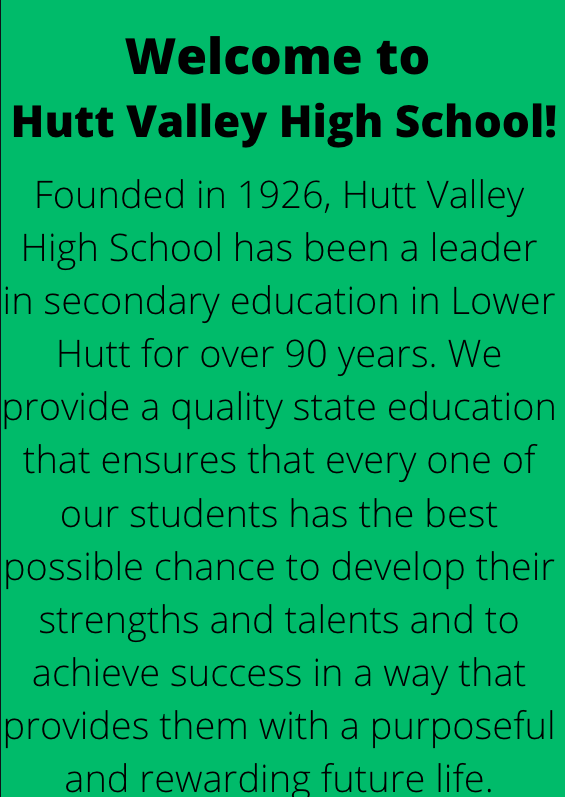 Welcome to
Hutt Valley High School!
Founded in 1926, Hutt Valley
High School has been a leader
in secondary education in Lower
Hutt for over 90 years. We
provide a quality state education
that ensures that every one of
our students has the best
possible chance to develop their
strengths and talents and to
achieve success in a way that
provides them with a purposeful
and rewarding future life.